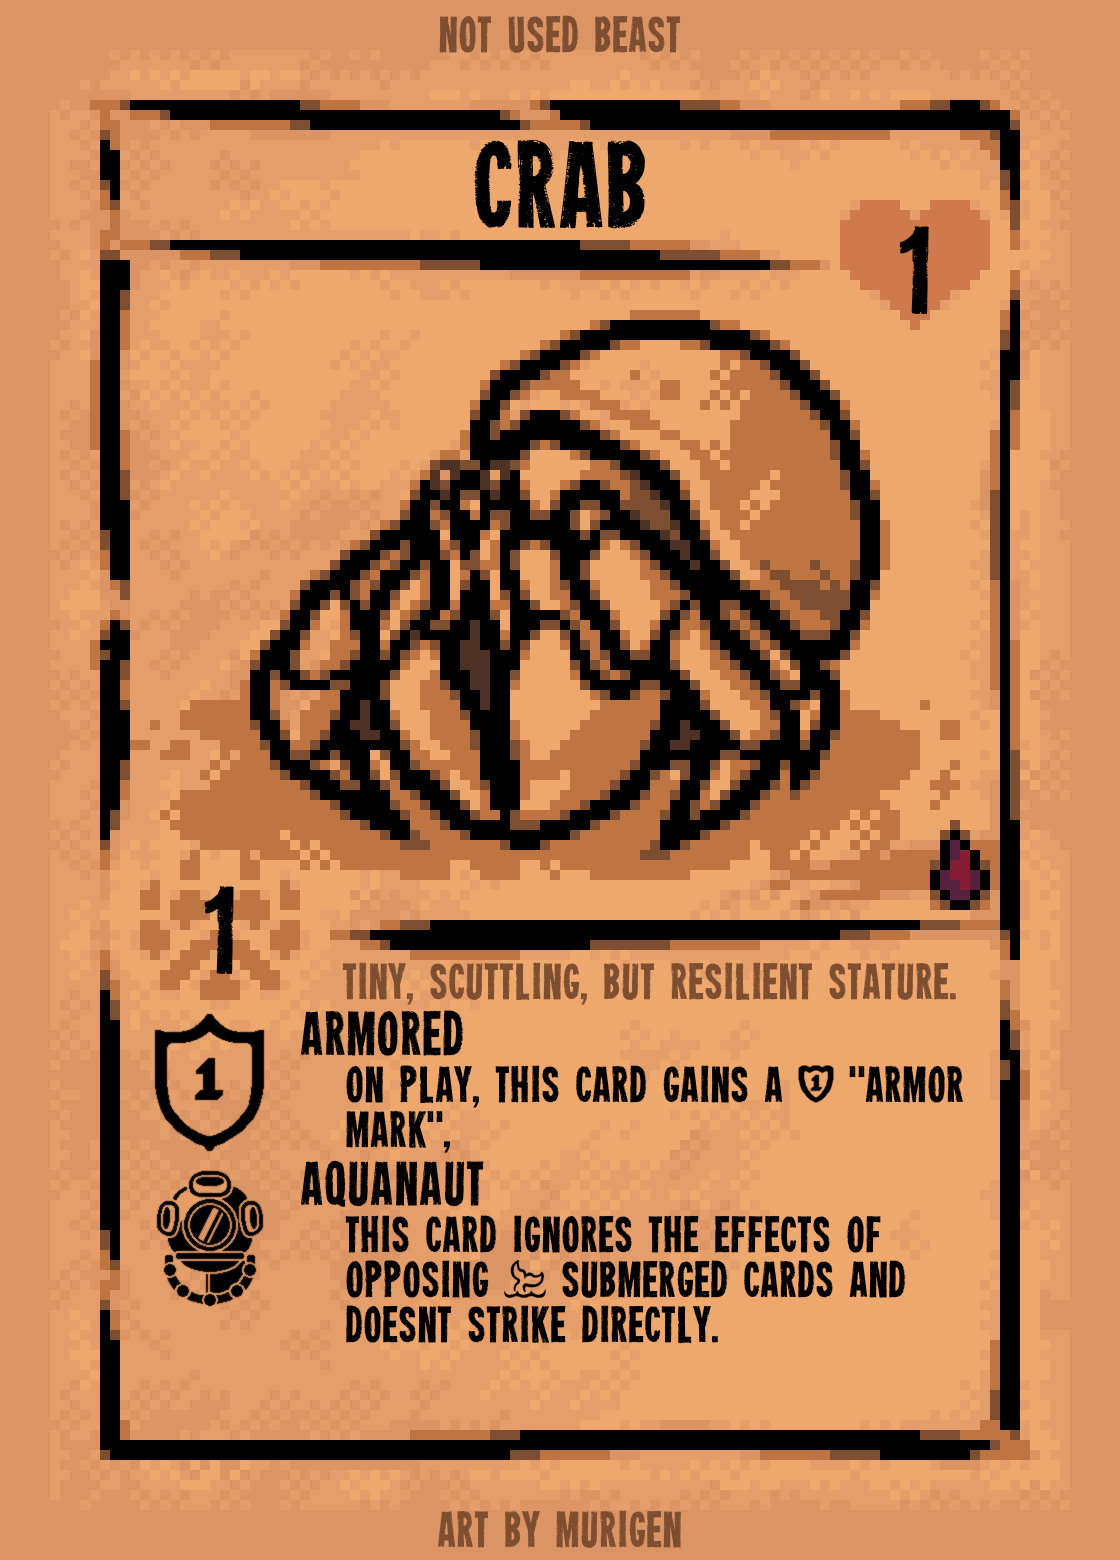 NOT USED BEAST
CRAB
1
1
TINY, SCUTTLING, BUT RESILIENT STATURE.
ARMORED
1
ON PLAY, THIS CARD GAINS A 1 "ARMOR
MARK",
AQUANAUT
THIS CARD IGNORES THE EFFECTS OF
OPPOSING SUBMERGED CARDS AND
DOESNT STRIKE DIRECTLY.
ART BY MURIGEN